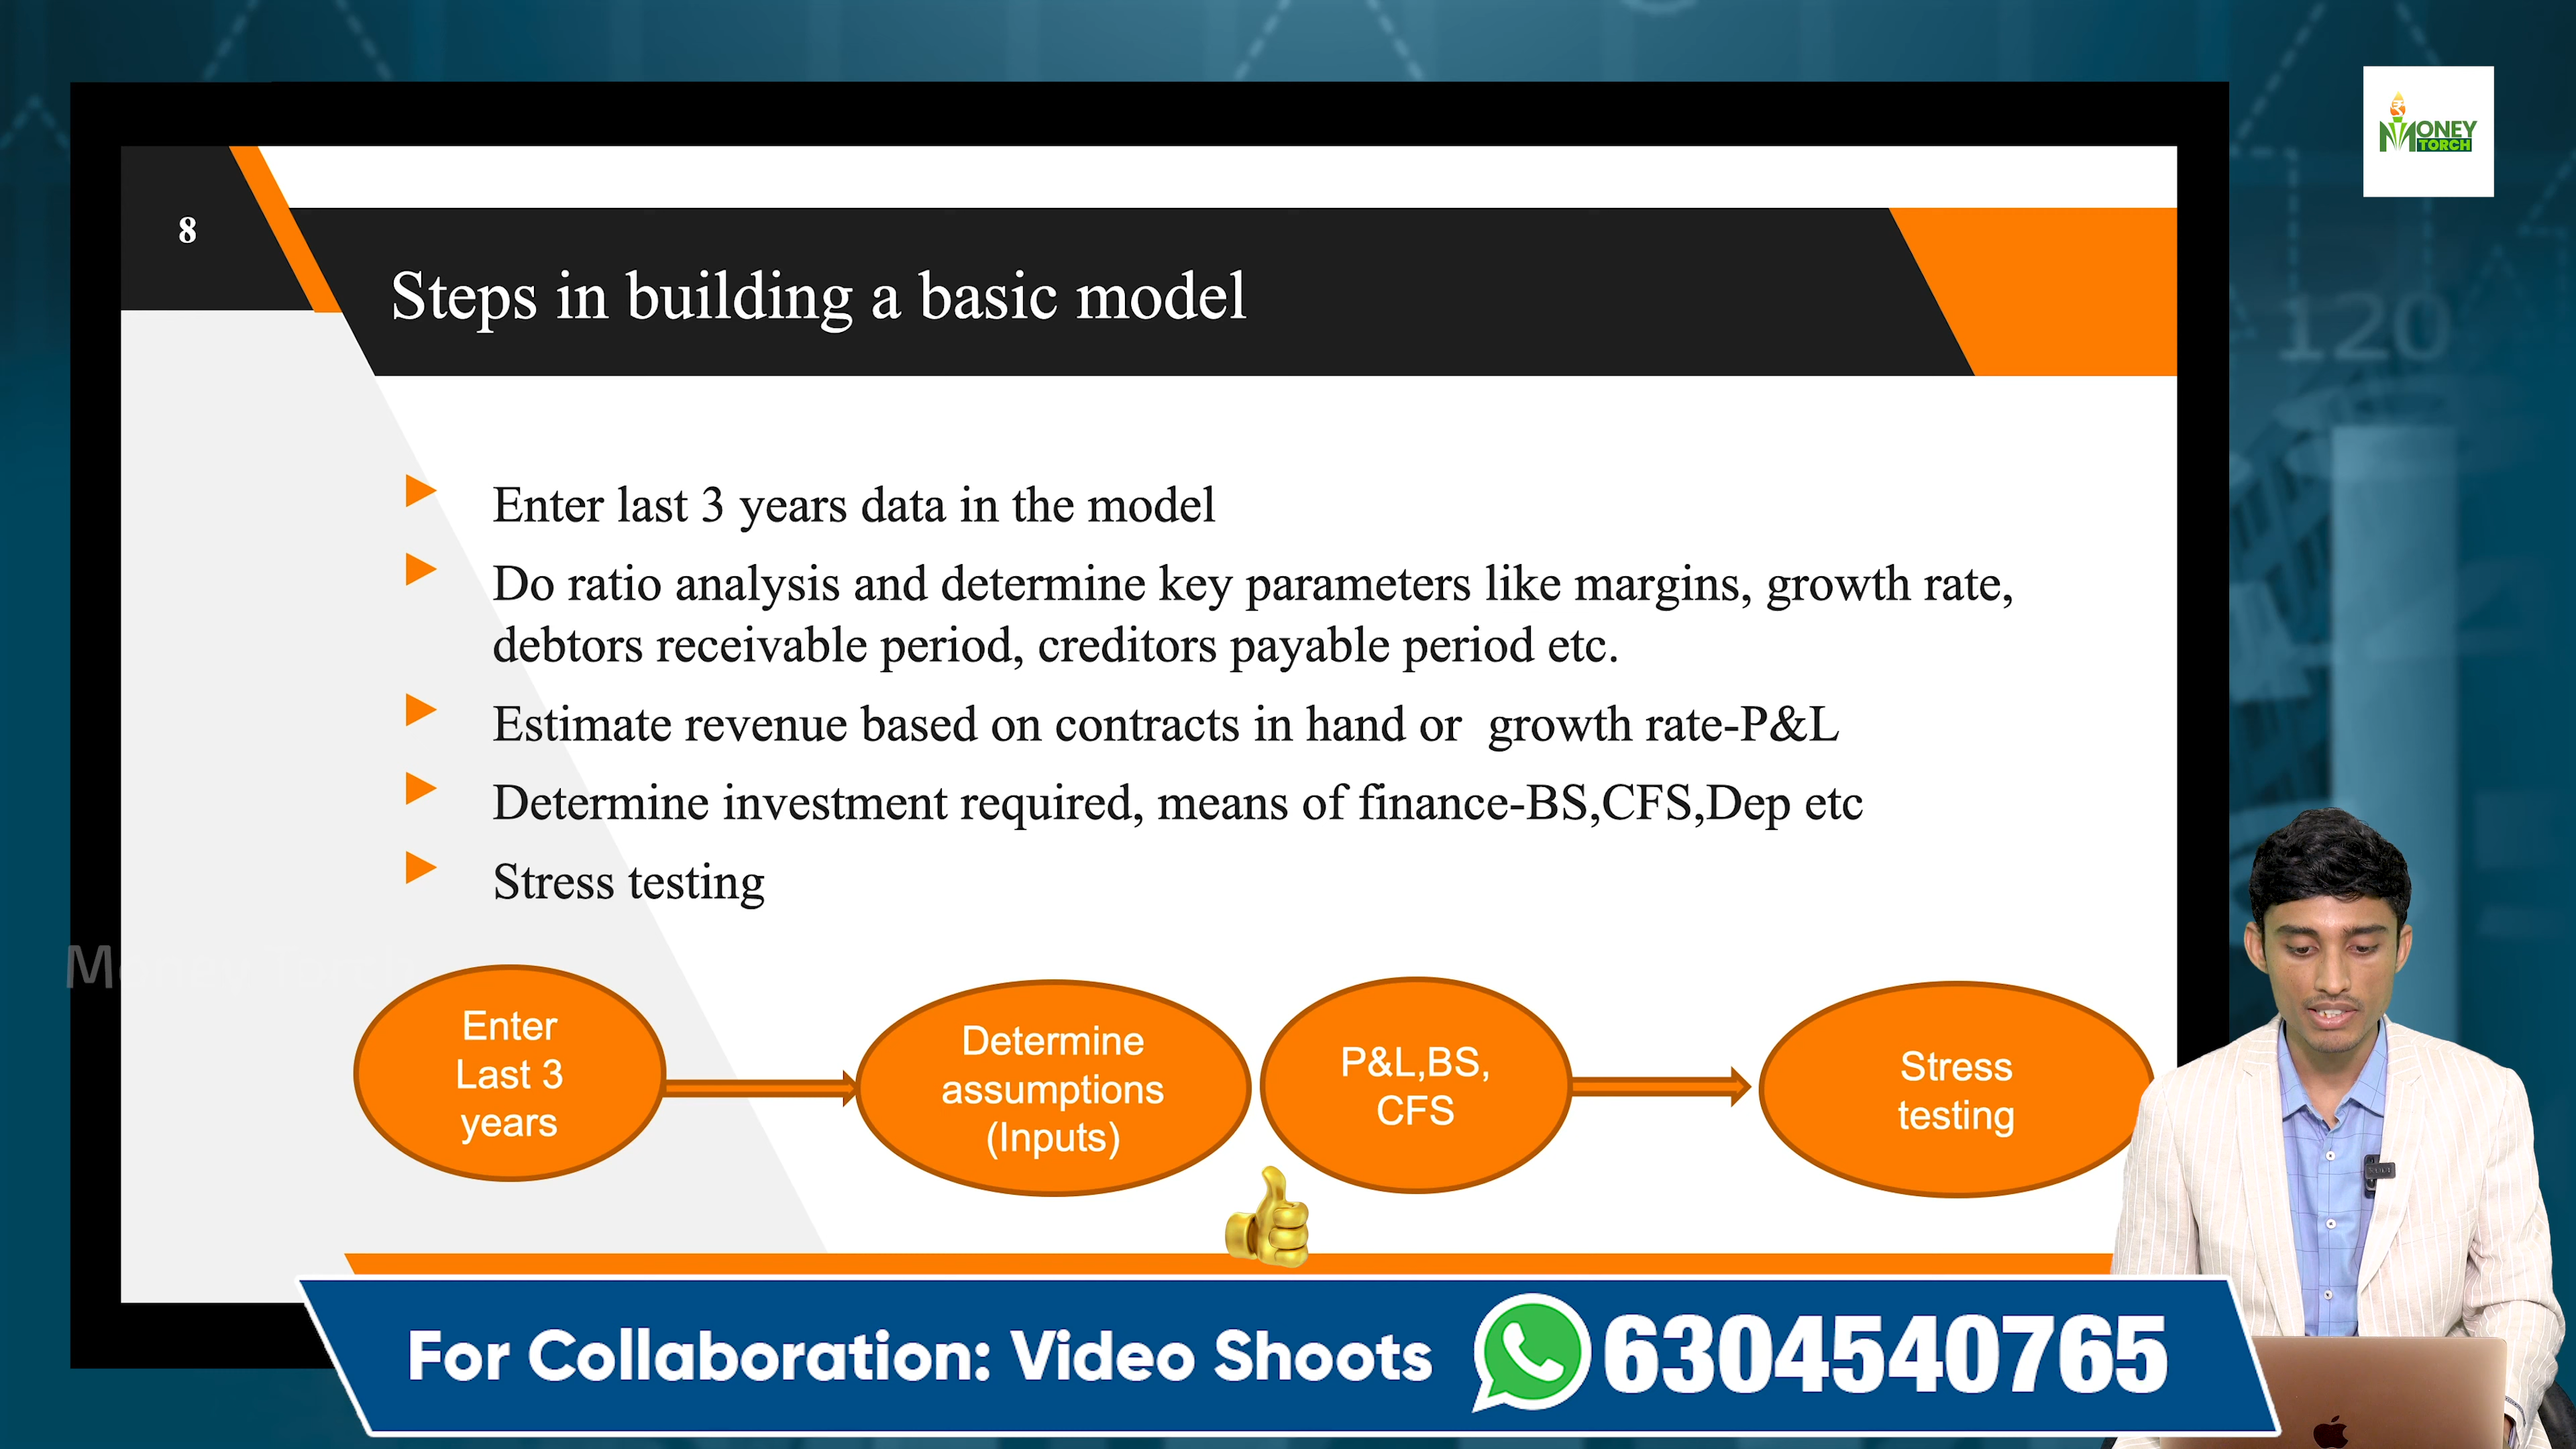 MONEY
TORCH
8
Steps in building a basic model
Enter last 3 years data in the model
Do ratio analysis and determine key parameters like margins, growth rate,
debtors receivable period, creditors payable period etc.
Estimate revenue based on contracts in hand or growth rate-P&L
Determine investment required, means of finance-BS,CFS,Dep etc
Stress testing
Money Torch
Enter
Last 3
years
Determine
assumptions
(Inputs)
P&L,BS,
CFS
Stress
testing
For Collaboration: Video Shoots 6304540765
120